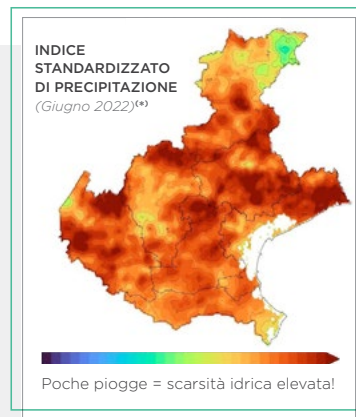 INDICE
STANDARDIZZATO
DI PRECIPITAZIONE
(Giugno 2022)(*)
Poche piogge = scarsità idrica elevata!